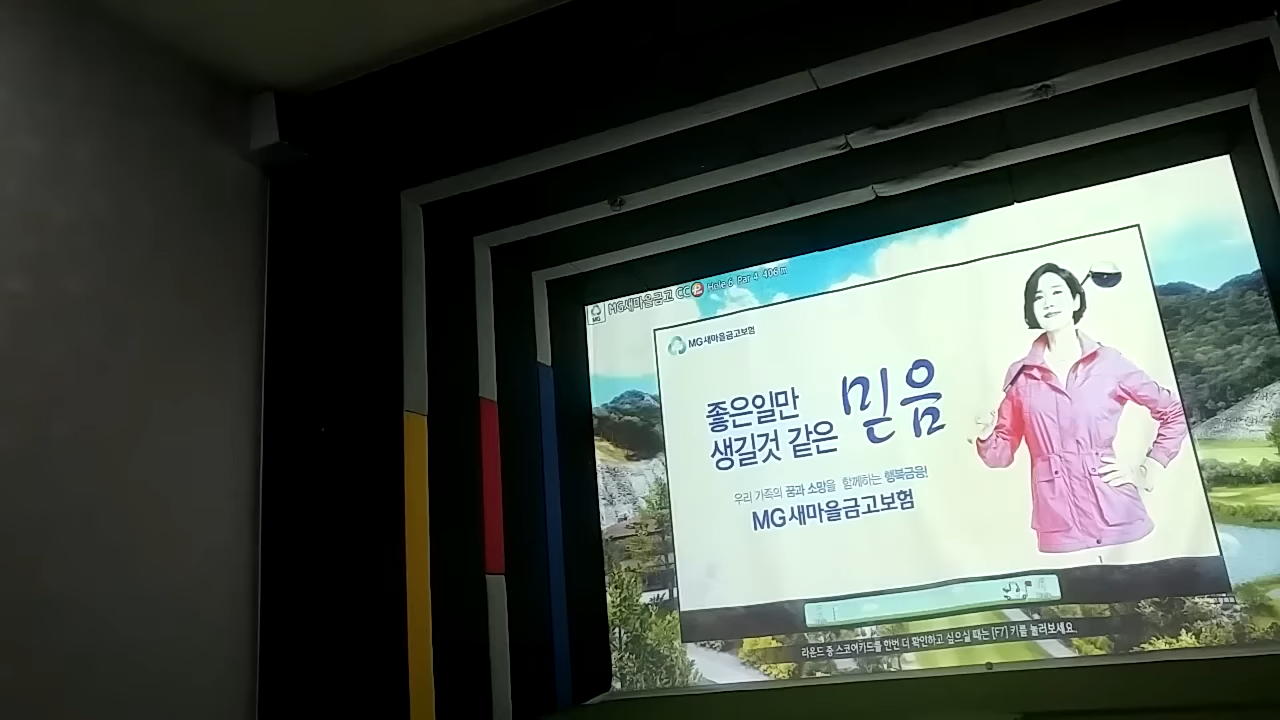 MG새마을금고 CC Hole 6 Par 4 406 m
MG
MG새마을금고보험
좋은일만
생길것 같은 믿음
우리 가족의 꿈과 소망을 함께하는 행복금융!
MG새마을금고보험
라운드 중 스코어카드를 한번 더 확인하고 싶으실 때는 [F7] 키를 눌러보세요.